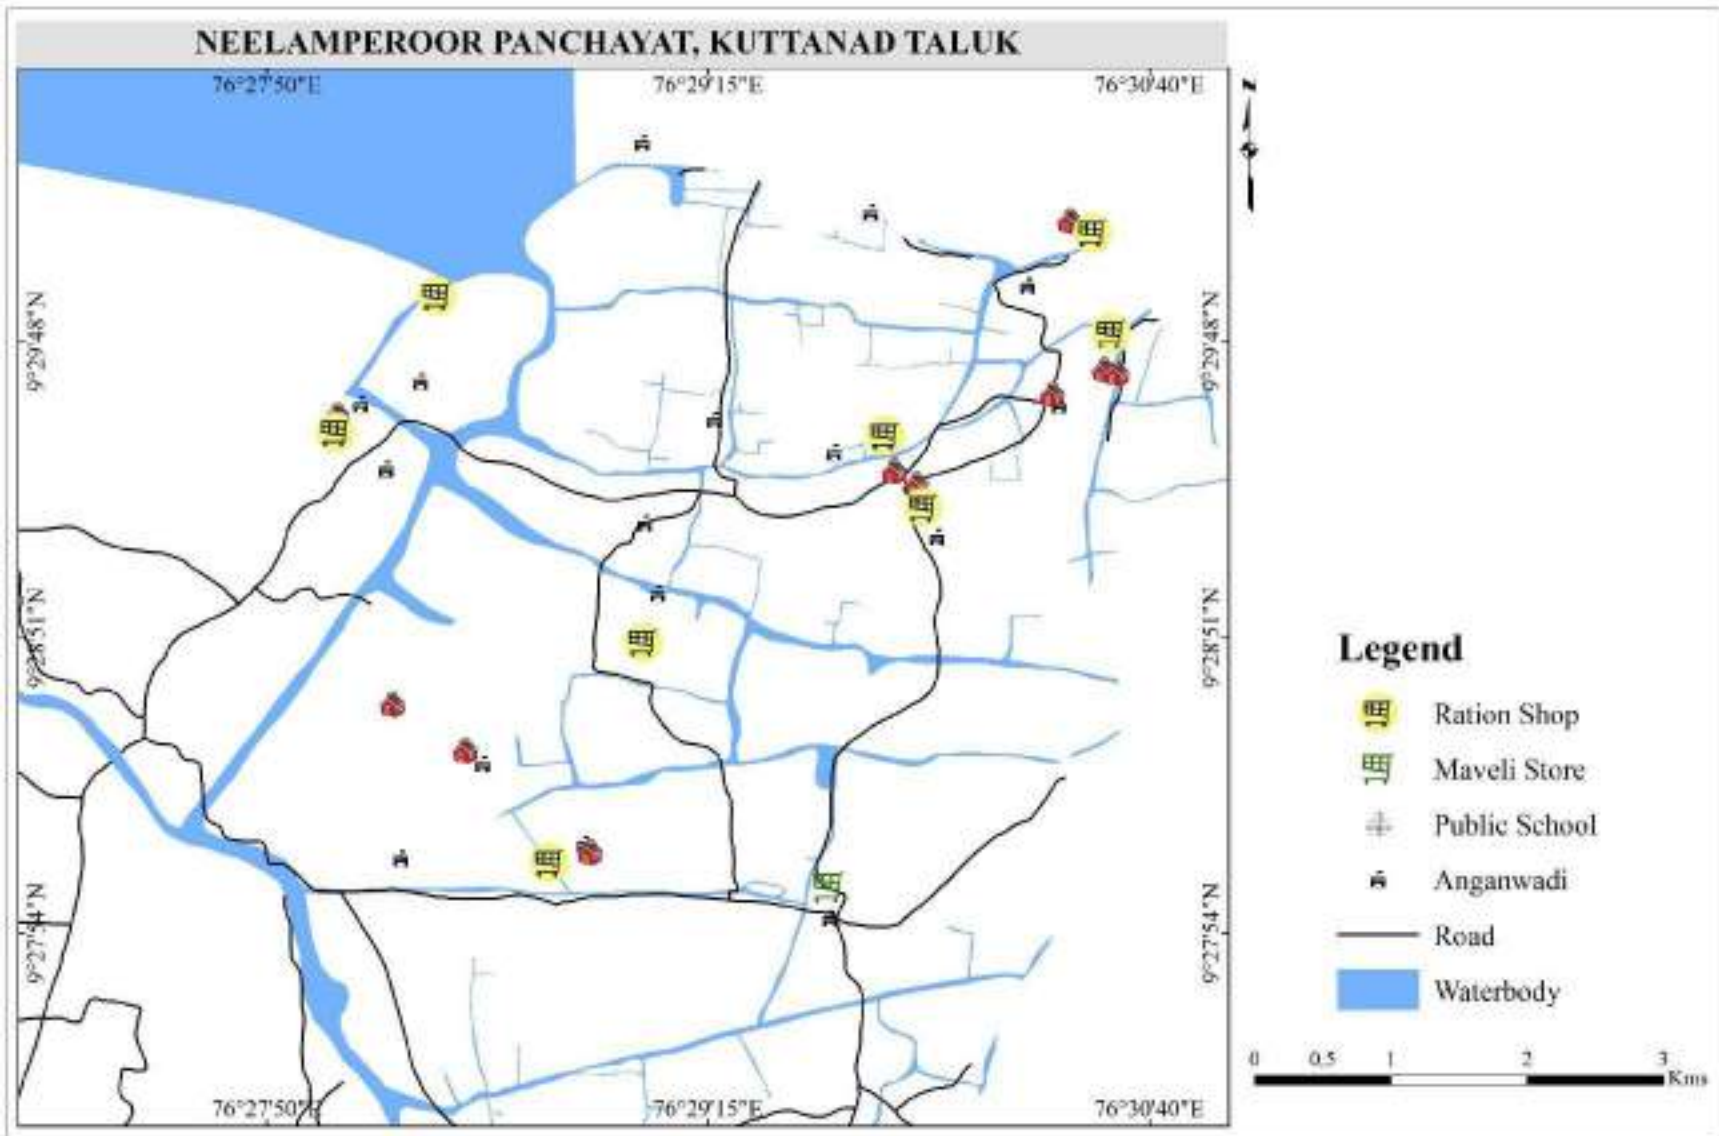 NEELAMPEROOR PANCHAYAT, KUTTANAD TALUK
76°27'50"E 76°29'15"E 76°30'40"E
N
9°29'48"N 9°29'48"N
9°28'51"N 9°28'51"N
9°27'54"N 9°27'54"N
76°27'50"E 76°29'15"E 76°30'40"E
Legend
Ration Shop
Maveli Store
Public School
Anganwadi
Road
Waterbody
0 0.5 1 2 3
Kms